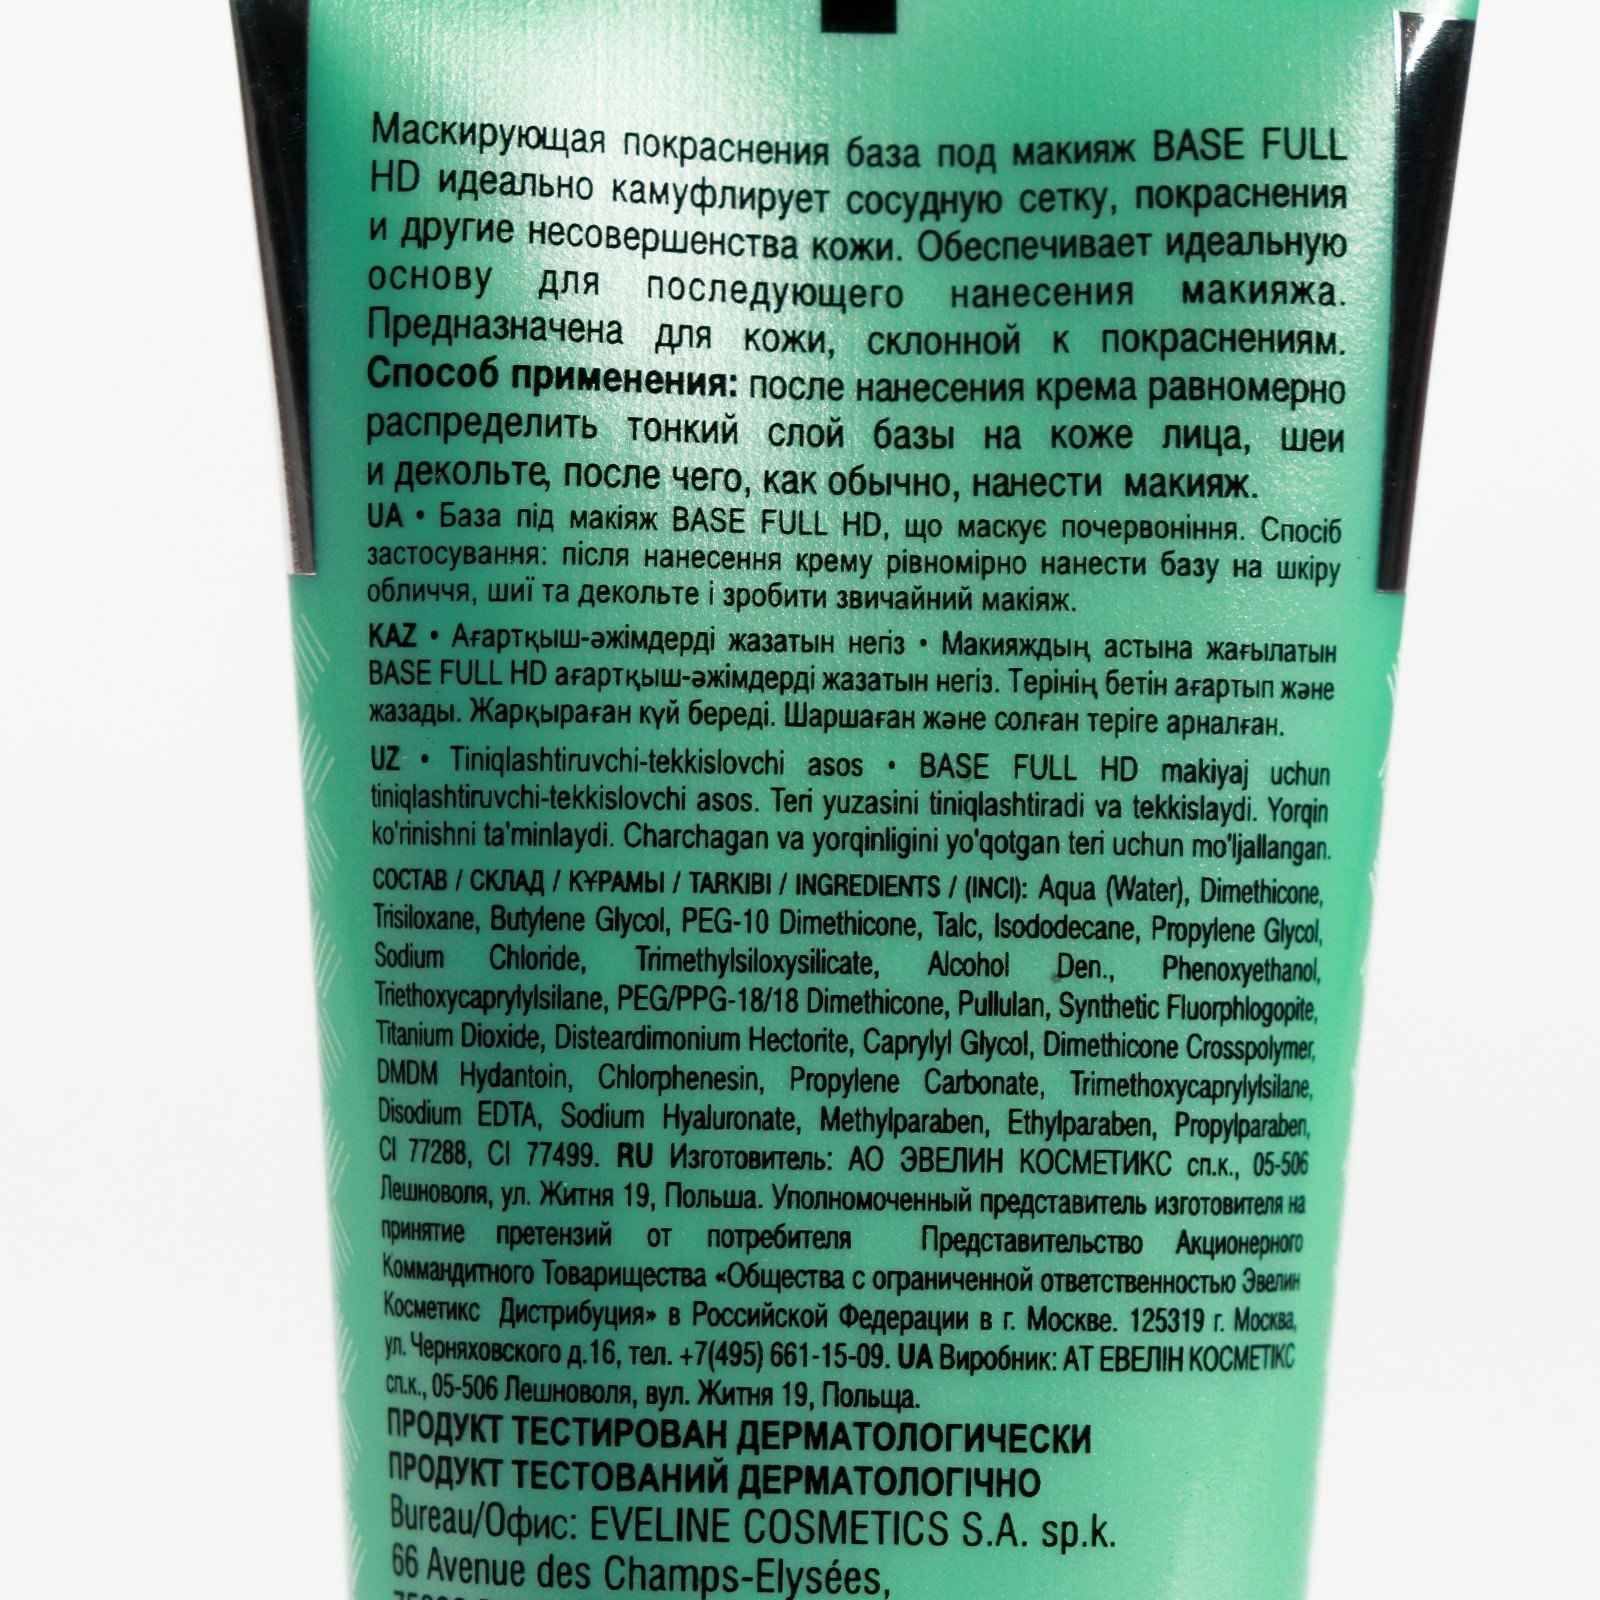 Маскирующая покраснения база под макияж BASE FULL
HD идеально камуфлирует сосудную сетку, покраснения
и другие несовершенства кожи. Обеспечивает идеальную
основу для последующего нанесения макияжа.
Предназначена для кожи, склонной к покраснениям.
Способ применения: после нанесения крема равномерно
распределить тонкий слой базы на коже лица, шеи
и декольте, после чего, как обычно, нанести макияж.
UA • База під макіяж BASE FULL HD, що маскує почервоніння. Спосіб
застосування: після нанесення крему рівномірно нанести базу на шкіру
обличчя, шиї та декольте і зробити звичайний макіяж.
KAZ • Ағартқыш-әжімдерді жазатын негіз • Макияждың астына жағылатын
BASE FULL HD ағартқыш-әжімдерді жазатын негіз. Терінің бетін ағартып және
жазады. Жарқыраған күй береді. Шаршаған және солған теріге арналған.
UZ • Tiniqlashtiruvchi-tekkislovchi asos • BASE FULL HD makiyaj uchun
tiniqlashtiruvchi-tekkislovchi asos. Teri yuzasini tiniqlashtiradi va tekkislaydi. Yorqin
ko'rinishni ta'minlaydi. Charchagan va yorqinligini yo'qotgan teri uchun mo'ljallangan.
СОСТАВ / СКЛАД / ҚҰРАМЫ / TARKIBI / INGREDIENTS / (INCI): Aqua (Water), Dimethicone,
Trisiloxane, Butylene Glycol, PEG-10 Dimethicone, Talc, Isododecane, Propylene Glycol,
Sodium Chloride, Trimethylsiloxysilicate, Alcohol Den., Phenoxyethanol,
Triethoxycaprylylsilane, PEG/PPG-18/18 Dimethicone, Pullulan, Synthetic Fluorphlogopite,
Titanium Dioxide, Disteardimonium Hectorite, Caprylyl Glycol, Dimethicone Crosspolymer,
DMDM Hydantoin, Chlorphenesin, Propylene Carbonate, Trimethoxycaprylylsilane,
Disodium EDTA, Sodium Hyaluronate, Methylparaben, Ethylparaben, Propylparaben,
CI 77288, CI 77499. RU Изготовитель: АО ЭВЕЛИН КОСМЕТИКС сп.к., 05-506
Лешноволя, ул. Житня 19, Польша. Уполномоченный представитель изготовителя на
принятие претензий от потребителя Представительство Акционерного
Коммандитного Товарищества «Общества с ограниченной ответственностью Эвелин
Косметикс Дистрибуция» в Российской Федерации в г. Москве. 125319 г. Москва,
ул. Черняховского д.16, тел. +7(495) 661-15-09. UA Виробник: АТ ЕВЕЛІН КОСМЕТІКС
сп.к., 05-506 Лешноволя, вул. Житня 19, Польща.
ПРОДУКТ ТЕСТИРОВАН ДЕРМАТОЛОГИЧЕСКИ
ПРОДУКТ ТЕСТОВАНИЙ ДЕРМАТОЛОГІЧНО
Bureau/Офис: EVELINE COSMETICS S.A. sp.k.
66 Avenue des Champs-Elysées,